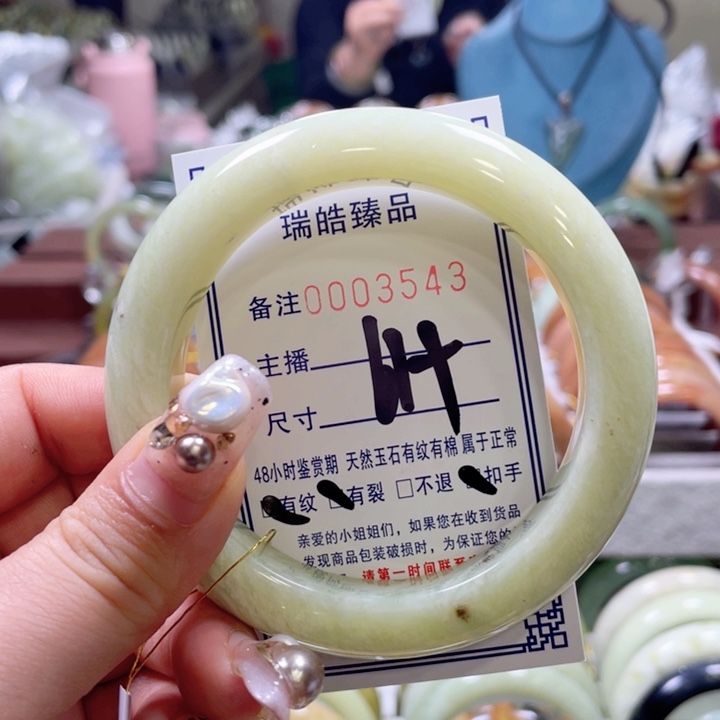 瑞皓臻品
备注0003543
主播
尺寸
48小时鉴赏期 天然玉石有纹有棉属于正常
有纹 有裂 □不退 扣手
亲爱的小姐姐们，如果您在收到货品
发现商品包装破损时，为保证您的
请第一时间联系